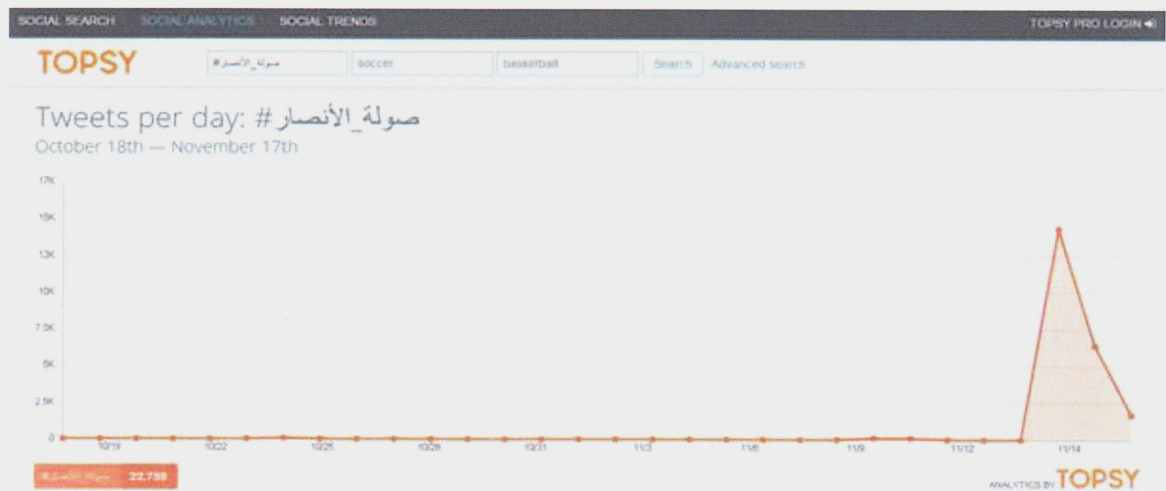 SOCIAL SEARCH SOCIAL ANALYTICS SOCIAL TRENDS TOPSY PRO LOGIN
TOPSY #صولة_الأنصار soccer basketball Search Advanced search
Tweets per day: #صولة_الأنصار
October 18th — November 17th
17K
15K
13K
10K
7.5K
5K
2.5K
0
10/19 10/22 10/25 10/28 10/31 11/3 11/6 11/9 11/12 11/14
#صولة_الأنصار 22,759
ANALYTICS BY TOPSY